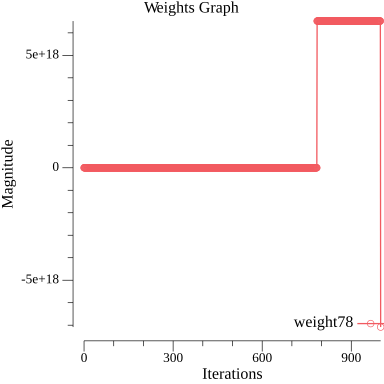 Weights Graph
5e+18
0
-5e+18
Magnitude
weight78
0
300
600
900
Iterations